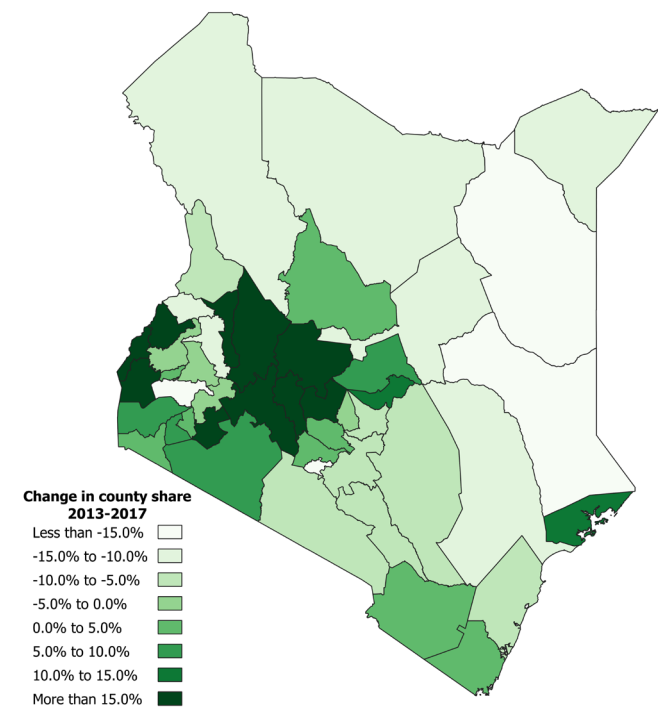 Change in county share
2013-2017
Less than -15.0%
-15.0% to -10.0%
-10.0% to -5.0%
-5.0% to 0.0%
0.0% to 5.0%
5.0% to 10.0%
10.0% to 15.0%
More than 15.0%